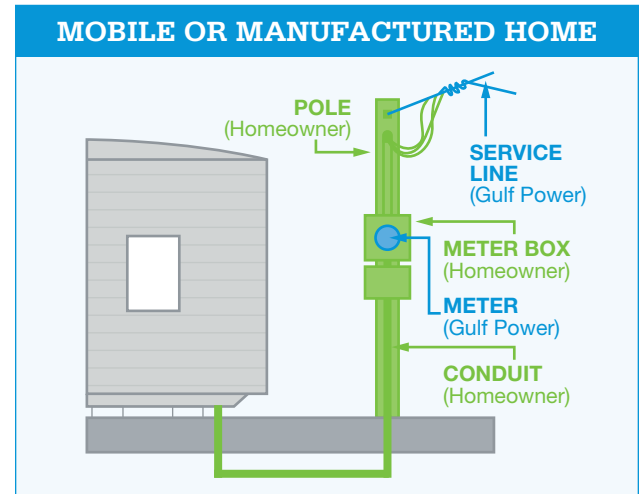 MOBILE OR MANUFACTURED HOME
POLE
(Homeowner)
SERVICE
LINE
(Gulf Power)
METER BOX
(Homeowner)
METER
(Gulf Power)
CONDUIT
(Homeowner)